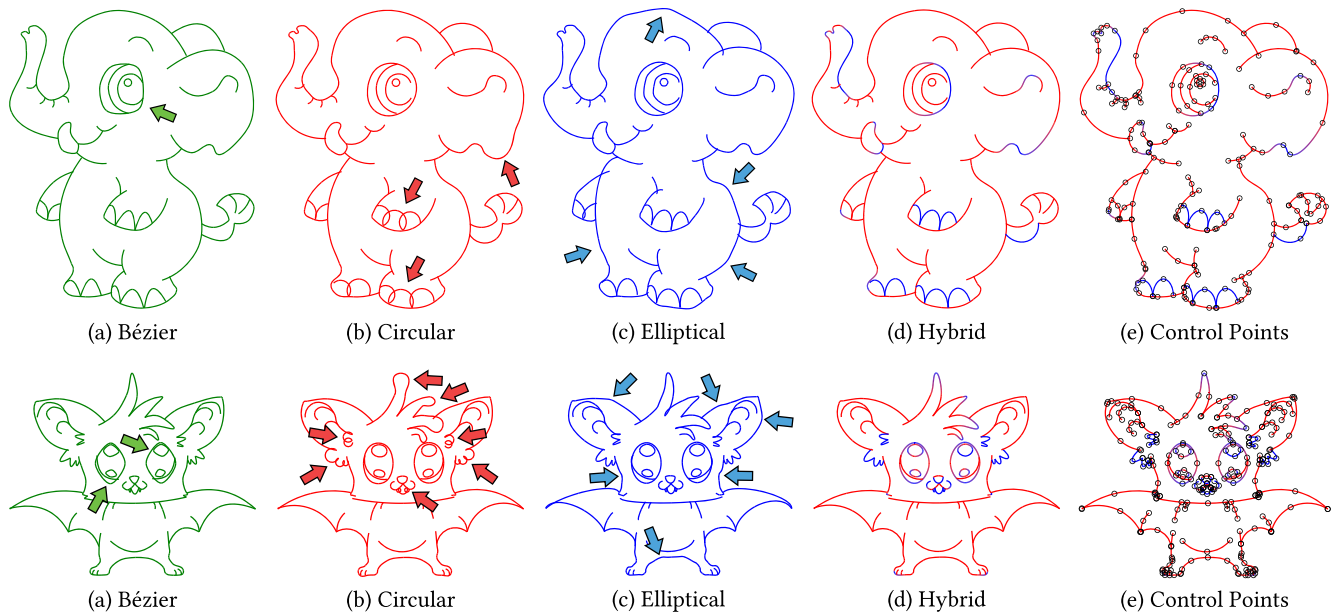 (a) Bézier
(b) Circular
(c) Elliptical
(d) Hybrid
(e) Control Points
(a) Bézier
(b) Circular
(c) Elliptical
(d) Hybrid
(e) Control Points